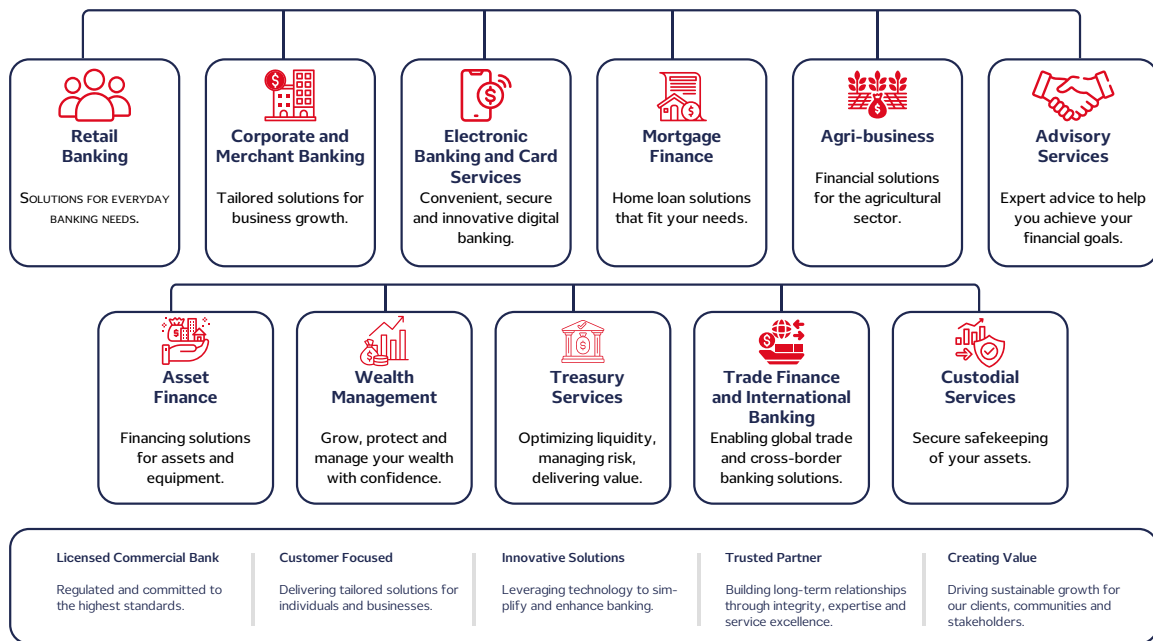 Retail
Banking
Solutions for everyday
banking needs.
Corporate and
Merchant Banking
Tailored solutions for
business growth.
Electronic
Banking and Card
Services
Convenient, secure
and innovative digital
banking.
Mortgage
Finance
Home loan solutions
that fit your needs.
Agri-business
Financial solutions
for the agricultural
sector.
Advisory
Services
Expert advice to help
you achieve your
financial goals.
Asset
Finance
Financing solutions
for assets and
equipment.
Wealth
Management
Grow, protect and
manage your wealth
with confidence.
Treasury
Services
Optimizing liquidity,
managing risk,
delivering value.
Trade Finance
and International
Banking
Enabling global trade
and cross-border
banking solutions.
Custodial
Services
Secure safekeeping
of your assets.
Licensed Commercial Bank
Regulated and committed to
the highest standards.
Customer Focused
Delivering tailored solutions for
individuals and businesses.
Innovative Solutions
Leveraging technology to sim-
plify and enhance banking.
Trusted Partner
Building long-term relationships
through integrity, expertise and
service excellence.
Creating Value
Driving sustainable growth for
our clients, communities and
stakeholders.